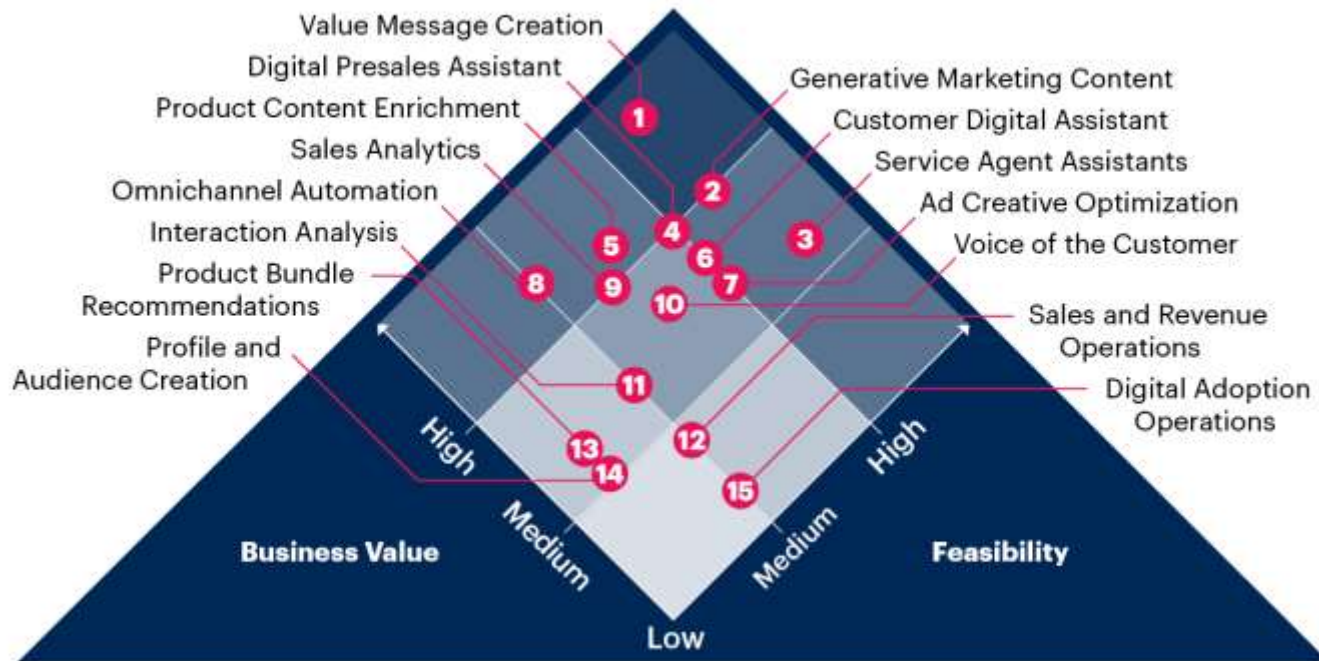 Value Message Creation
Digital Presales Assistant
Product Content Enrichment
Sales Analytics
Omnichannel Automation
Interaction Analysis
Product Bundle
Recommendations
Profile and
Audience Creation
Generative Marketing Content
Customer Digital Assistant
Service Agent Assistants
Ad Creative Optimization
Voice of the Customer
Sales and Revenue
Operations
Digital Adoption
Operations
1
2
3
4
5
6
7
8
9
10
11
12
13
14
15
High
Medium
Low
Medium
High
Business Value
Feasibility